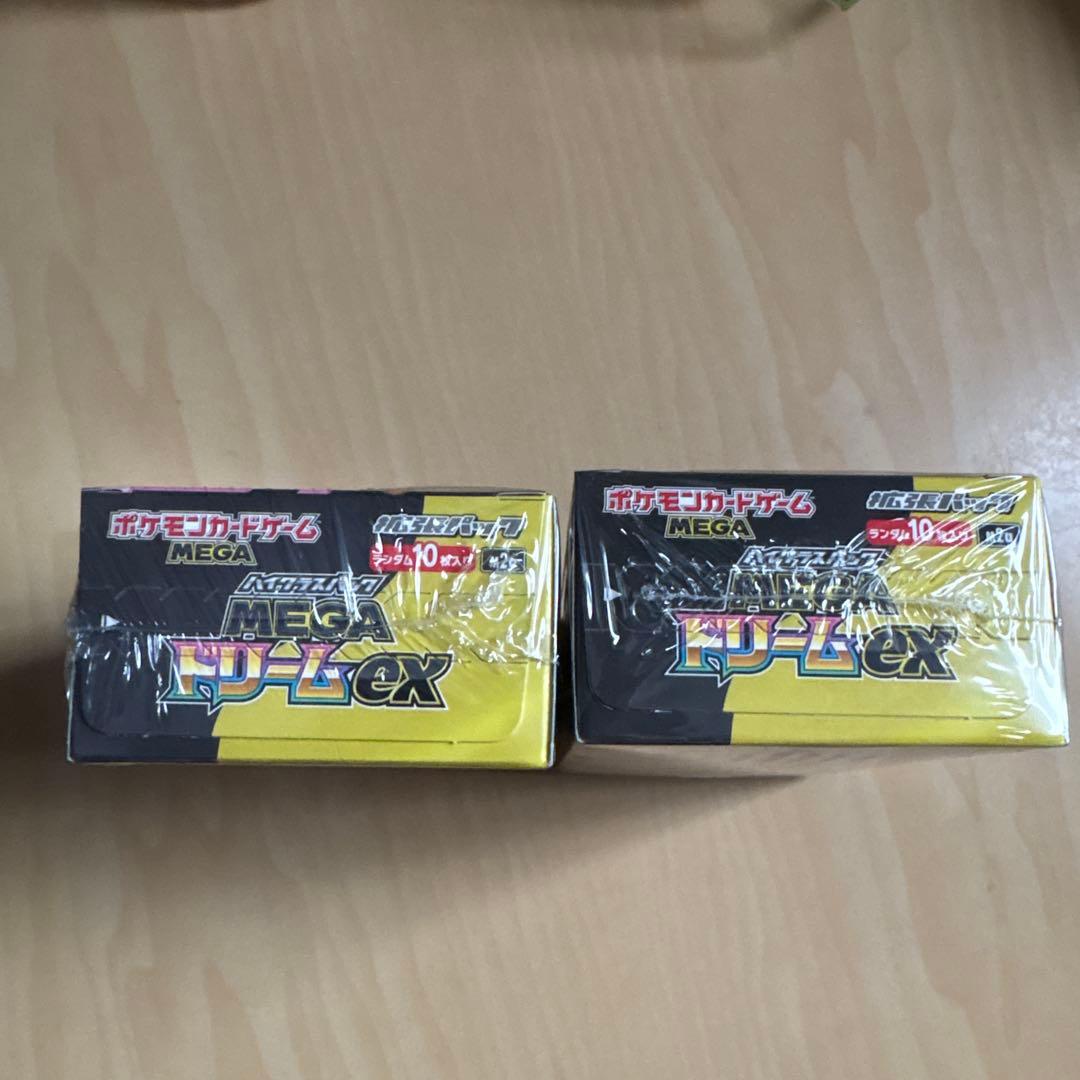 ポケモンカードゲーム
MEGA
拡張パック
ランダム10枚入り
M2a
ハイクラスパック
MEGA
ドリームex
ポケモンカードゲーム
MEGA
拡張パック
ランダム10枚入り
M2a
ハイクラスパック
MEGA
ドリームex